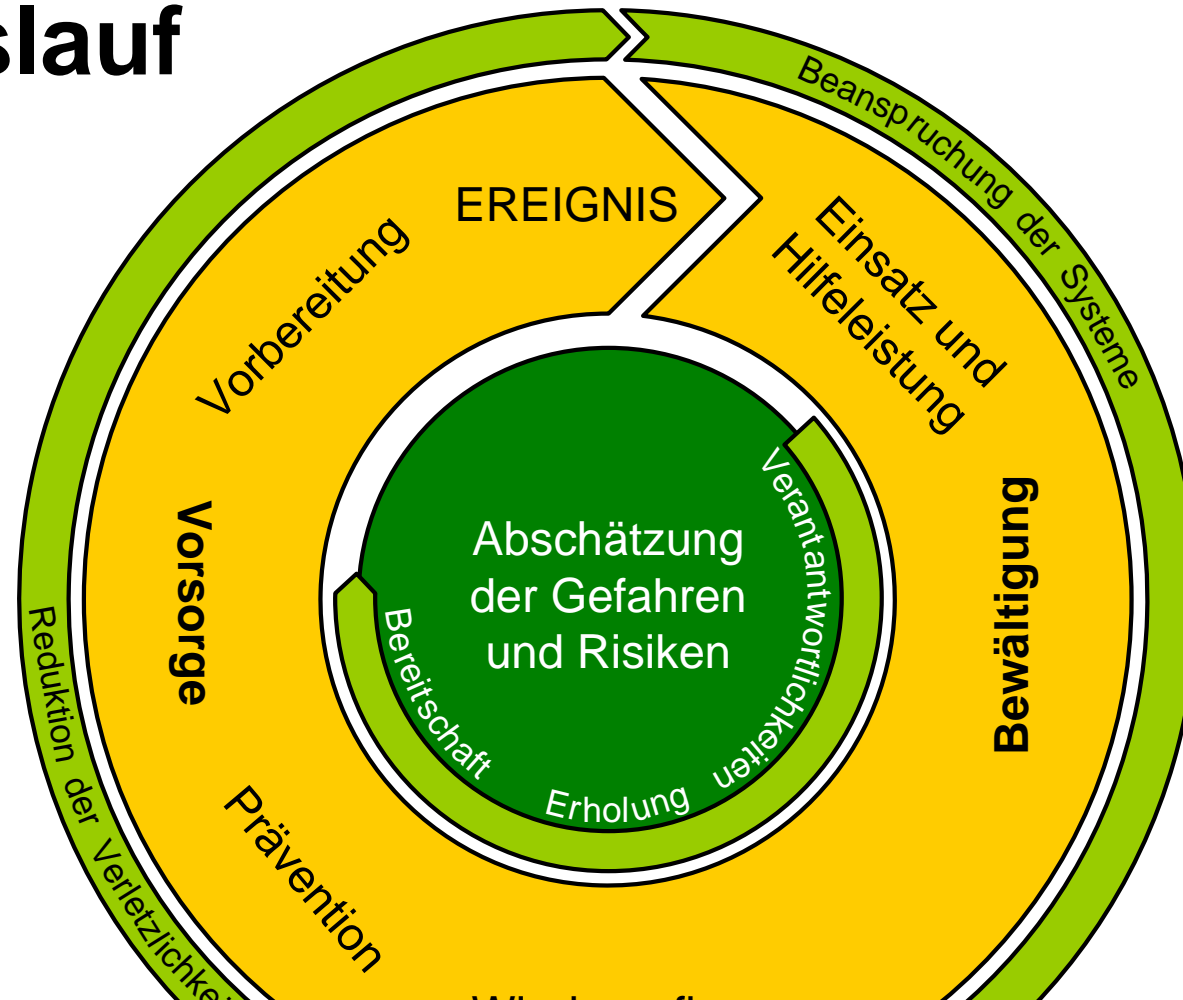 slauf
Beanspruchung der Systeme
EREIGNIS
Einsatz und
Hilfeleistung
Vorbereitung
Vorsorge
Bewältigung
Abschätzung
der Gefahren
und Risiken
Verantantwortlichkeiten
Bereitschaft
Erholung
Reduktion der Verletzlichkei
Prävention